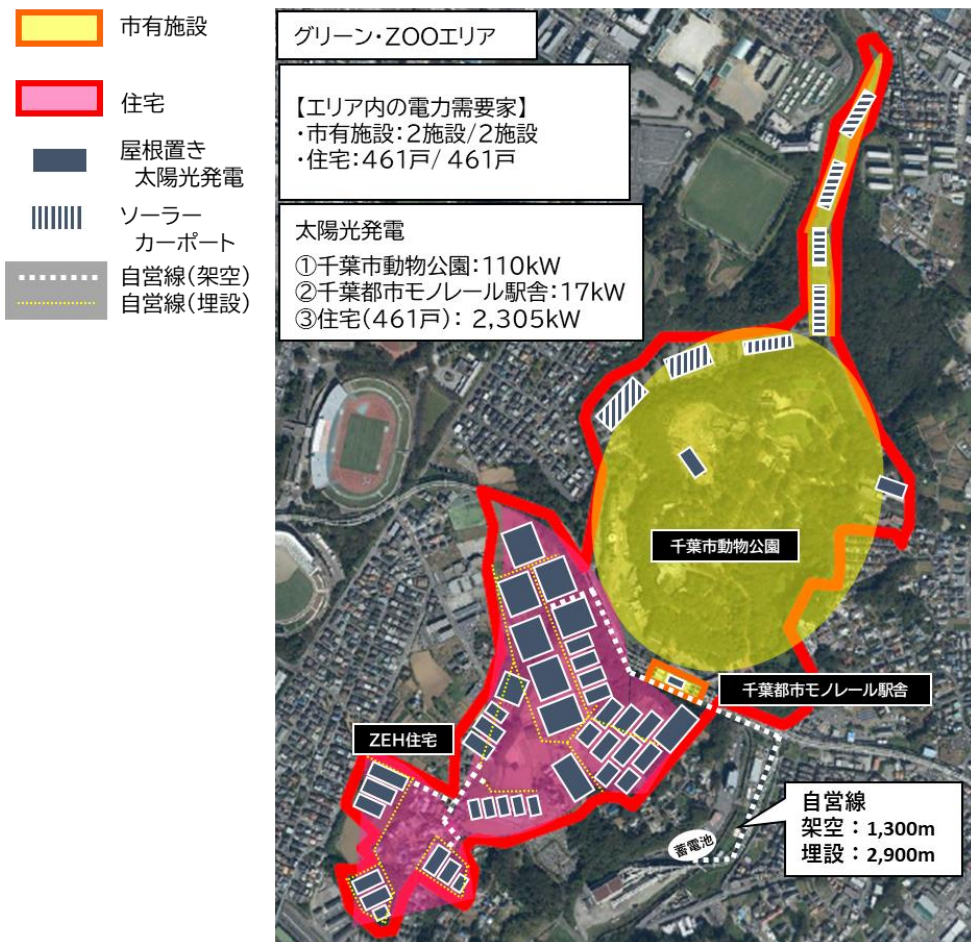 市有施設
住宅
屋根置き
太陽光発電
ソーラー
カーポート
自営線(架空)
自営線(埋設)
グリーン・ZOOエリア
【エリア内の電力需要家】
・市有施設:2施設/2施設
・住宅:461戸/ 461戸
太陽光発電
①千葉市動物公園:110kW
②千葉都市モノレール駅舎:17kW
③住宅(461戸): 2,305kW
千葉市動物公園
千葉都市モノレール駅舎
ZEH住宅
自営線
架空:1,300m
埋設:2,900m
蓄電池